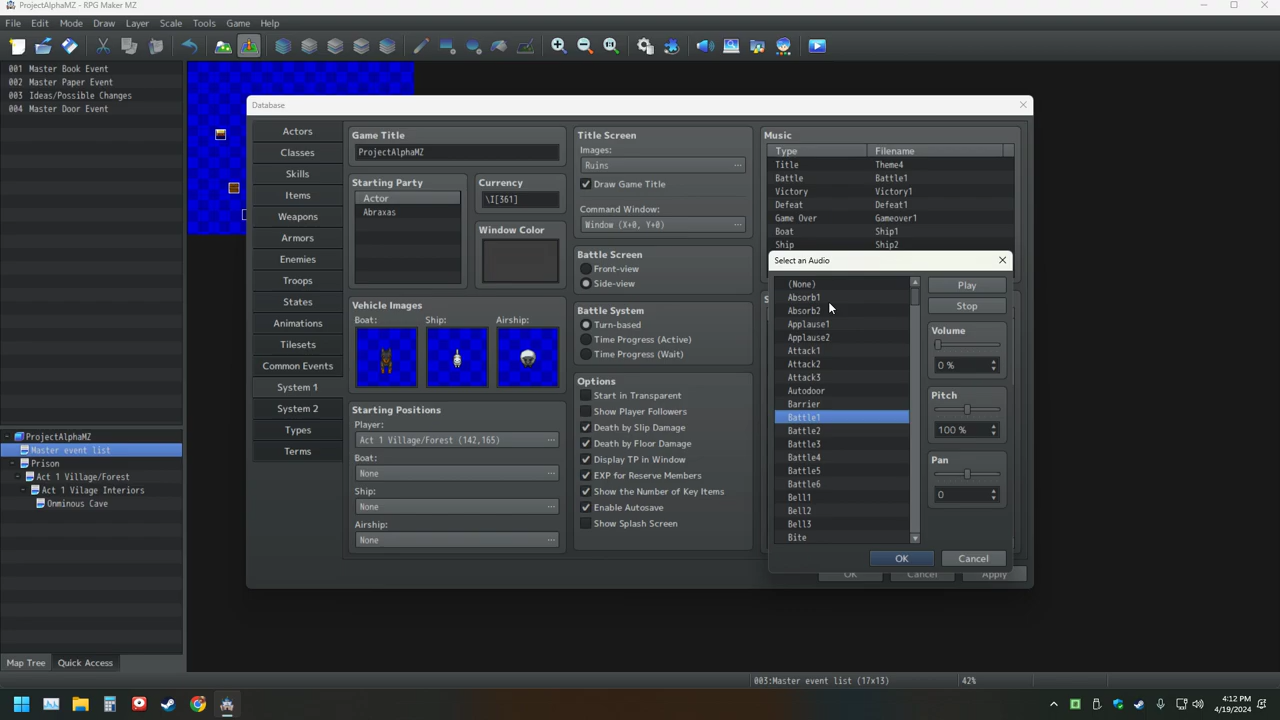 ProjectAlphaMZ - RPG Maker MZ
File Edit Mode Draw Layer Scale Tools Game Help
001 Master Book Event
002 Master Paper Event
003 Ideas/Possible Changes
004 Master Door Event
Database
Actors
Classes
Skills
Items
Weapons
Armors
Enemies
Troops
States
Animations
Tilesets
Common Events
System 1
System 2
Types
Terms
Game Title
ProjectAlphaMZ
Starting Party
Actor
Abraxas
Currency
\I[361]
Window Color
Vehicle Images
Boat: Ship: Airship:
Starting Positions
Player:
Act 1 Village/Forest (142,165) ...
Boat:
None ...
Ship:
None ...
Airship:
None ...
Title Screen
Images:
Ruins ...
Draw Game Title
Command Window:
Window (X+0, Y+0) ...
Battle Screen
Front-view
Side-view
Battle System
Turn-based
Time Progress (Active)
Time Progress (Wait)
Options
Start in Transparent
Show Player Followers
Death by Slip Damage
Death by Floor Damage
Display TP in Window
EXP for Reserve Members
Show the Number of Key Items
Enable Autosave
Show Splash Screen
Music
Type Filename
Title Theme4
Battle Battle1
Victory Victory1
Defeat Defeat1
Game Over Gameover1
Boat Ship1
Ship Ship2
Select an Audio
(None)
Absorb1
Absorb2
Applause1
Applause2
Attack1
Attack2
Attack3
Autodoor
Barrier
Battle1
Battle2
Battle3
Battle4
Battle5
Battle6
Bell1
Bell2
Bell3
Bite
Play
Stop
Volume
0 %
Pitch
100 %
Pan
0
OK Cancel
OK Cancel Apply
ProjectAlphaMZ
Master event list
Prison
Act 1 Village/Forest
Act 1 Vilage Interiors
Onminous Cave
Map Tree Quick Access
003:Master event list (17x13) 42%
4:12 PM
4/19/2024